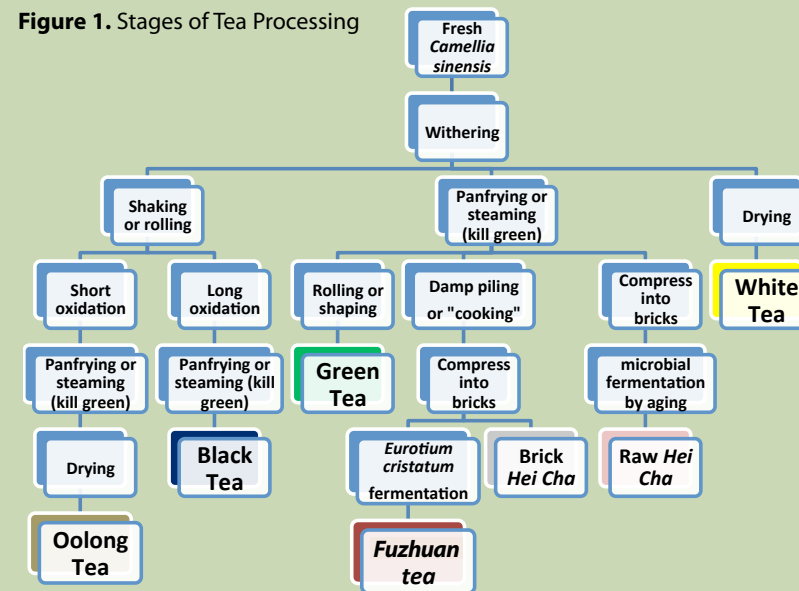 Figure 1. Stages of Tea Processing
Fresh
Camellia
sinensis
Withering
Shaking
or rolling
Panfrying or
steaming
(kill green)
Drying
Short
oxidation
Long
oxidation
Rolling or
shaping
Damp piling
or "cooking"
Compress
into
bricks
White
Tea
Panfrying or
steaming
(kill green)
Panfrying or
steaming (kill
green)
Green
Tea
Compress
into
bricks
microbial
fermentation
by aging
Drying
Black
Tea
Eurotium
cristatum
fermentation
Brick
Hei Cha
Raw Hei
Cha
Oolong
Tea
Fuzhuan
tea